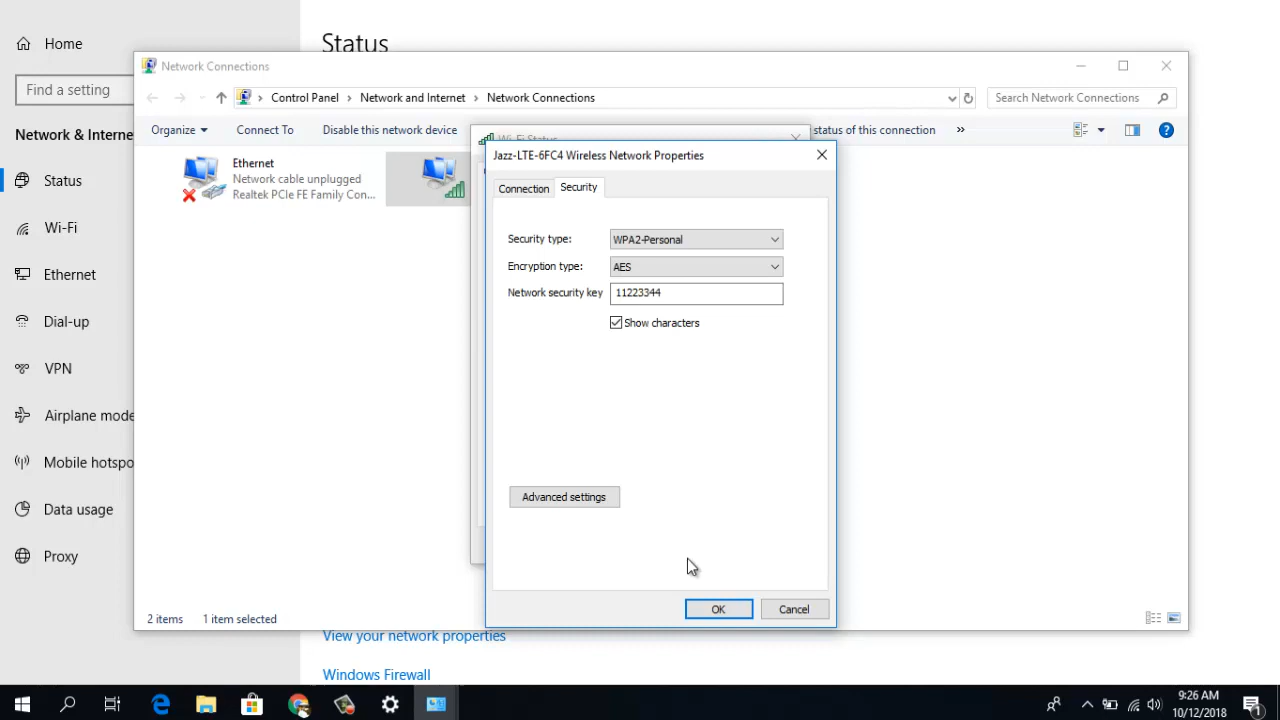 Home
Find a setting
Network & Interne
Status
Wi-Fi
Ethernet
Dial-up
VPN
Airplane mode
Mobile hotspo
Data usage
Proxy
Status
Network Connections
Control Panel > Network and Internet > Network Connections
Search Network Connections
Organize
Connect To
Disable this network device
status of this connection
»
Ethernet
Network cable unplugged
Realtek PCIe FE Family Con...
Wi-Fi Status
Jazz-LTE-6FC4 Wireless Network Properties
Connection
Security
Security type:
WPA2-Personal
Encryption type:
AES
Network security key
11223344
Show characters
Advanced settings
OK
Cancel
2 items
1 item selected
View your network properties
Windows Firewall
9:26 AM
10/12/2018
1